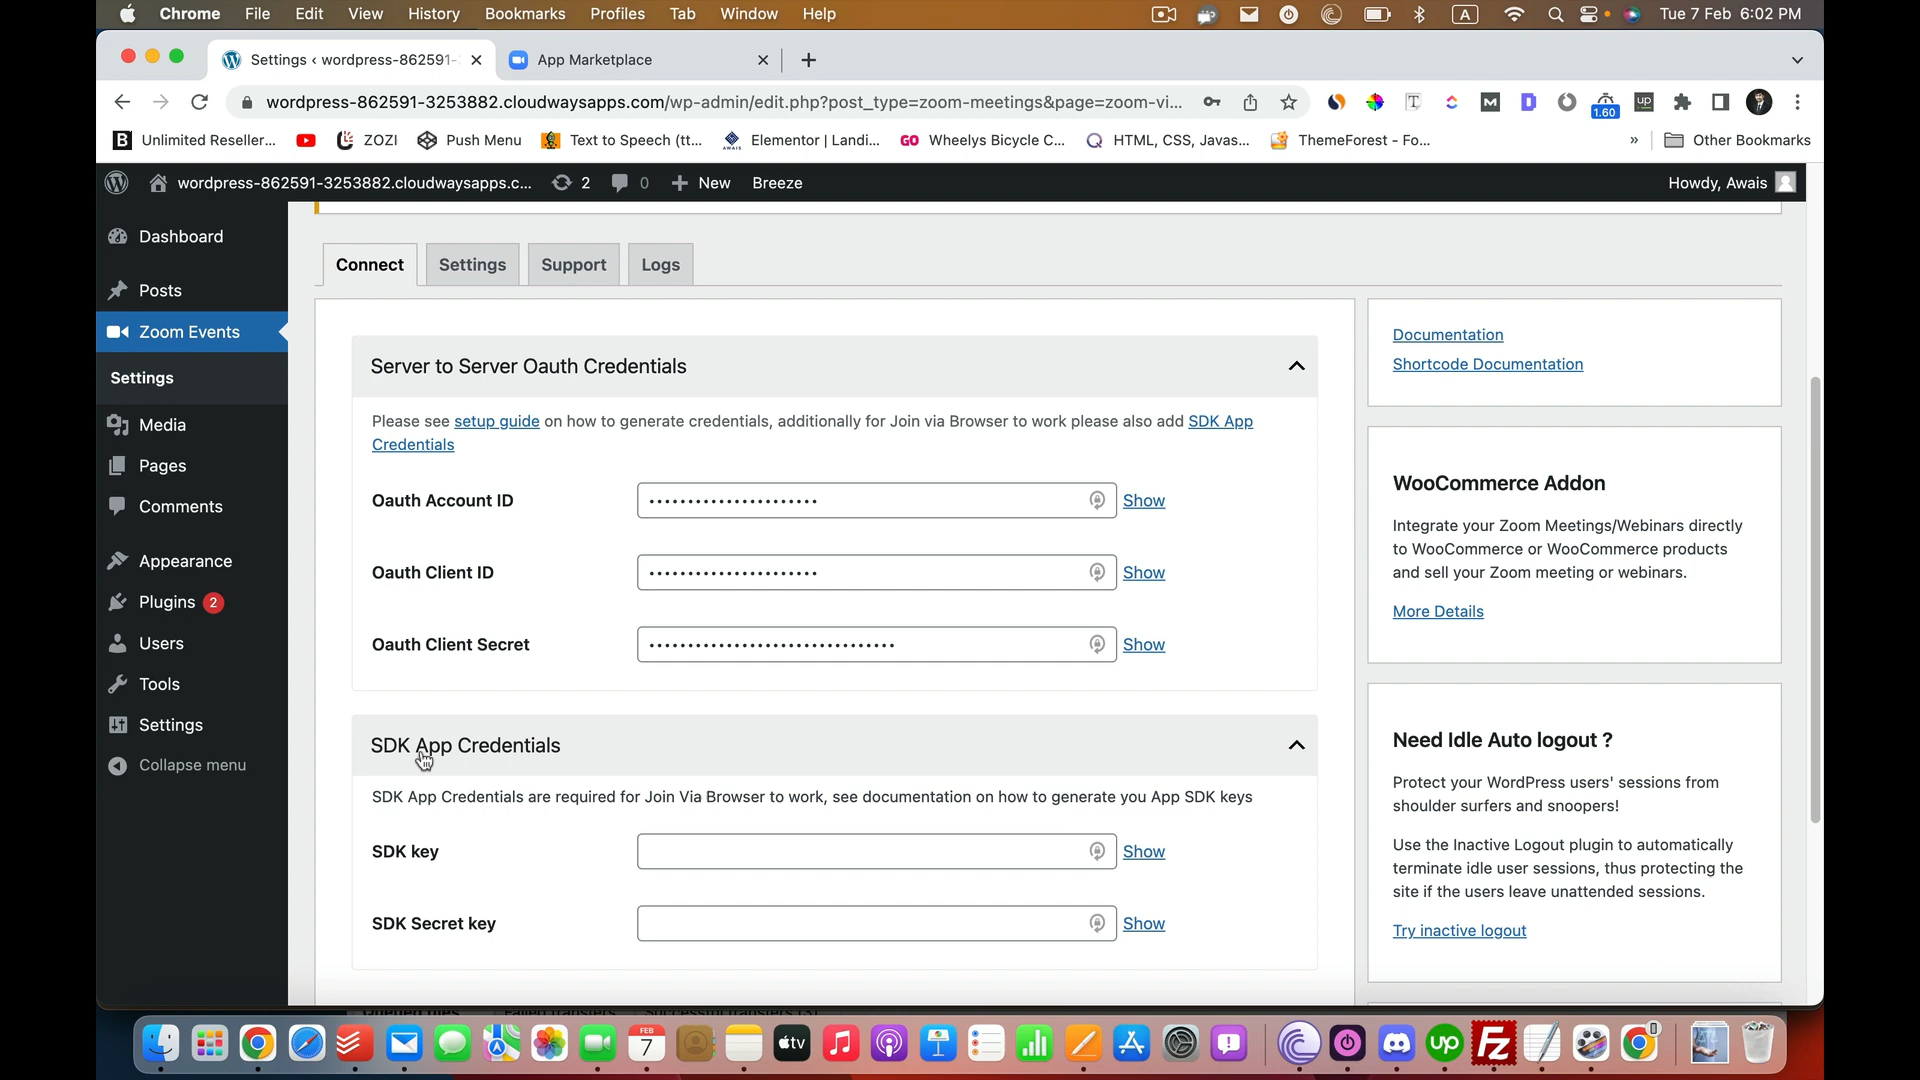 Chrome File Edit View History Bookmarks Profiles Tab Window Help A Tue 7 Feb 6:02 PM
Settings ‹ wordpress-862591- App Marketplace
wordpress-862591-3253882.cloudwaysapps.com/wp-admin/edit.php?post_type=zoom-meetings&page=zoom-vi... T M D up 1.60
B Unlimited Reseller... ZOZI Push Menu Text to Speech (tt... Elementor | Landi... GO Wheelys Bicycle C... HTML, CSS, Javas... ThemeForest - Fo... » Other Bookmarks
wordpress-862591-3253882.cloudwaysapps.c... 2 0 New Breeze Howdy, Awais
Dashboard
Posts
Zoom Events
Settings
Media
Pages
Comments
Appearance
Plugins 2
Users
Tools
Settings
Collapse menu
Connect Settings Support Logs
Server to Server Oauth Credentials
Please see setup guide on how to generate credentials, additionally for Join via Browser to work please also add SDK App
Credentials
Oauth Account ID Show
Oauth Client ID Show
Oauth Client Secret Show
SDK App Credentials
SDK App Credentials are required for Join Via Browser to work, see documentation on how to generate you App SDK keys
SDK key Show
SDK Secret key Show
Documentation
Shortcode Documentation
WooCommerce Addon
Integrate your Zoom Meetings/Webinars directly
to WooCommerce or WooCommerce products
and sell your Zoom meeting or webinars.
More Details
Need Idle Auto logout ?
Protect your WordPress users' sessions from
shoulder surfers and snoopers!
Use the Inactive Logout plugin to automatically
terminate idle user sessions, thus protecting the
site if the users leave unattended sessions.
Try inactive logout
FEB
7
tv
up
Fz